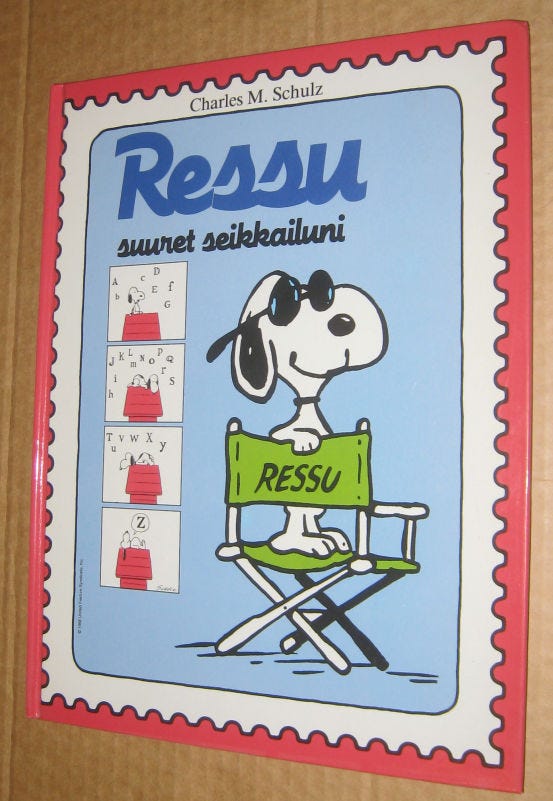 Charles M. Schulz
Ressu
suuret seikkailuni
A b c D E f G
h i J K L m N o p Q r S
T u V W X y
Z
RESSU